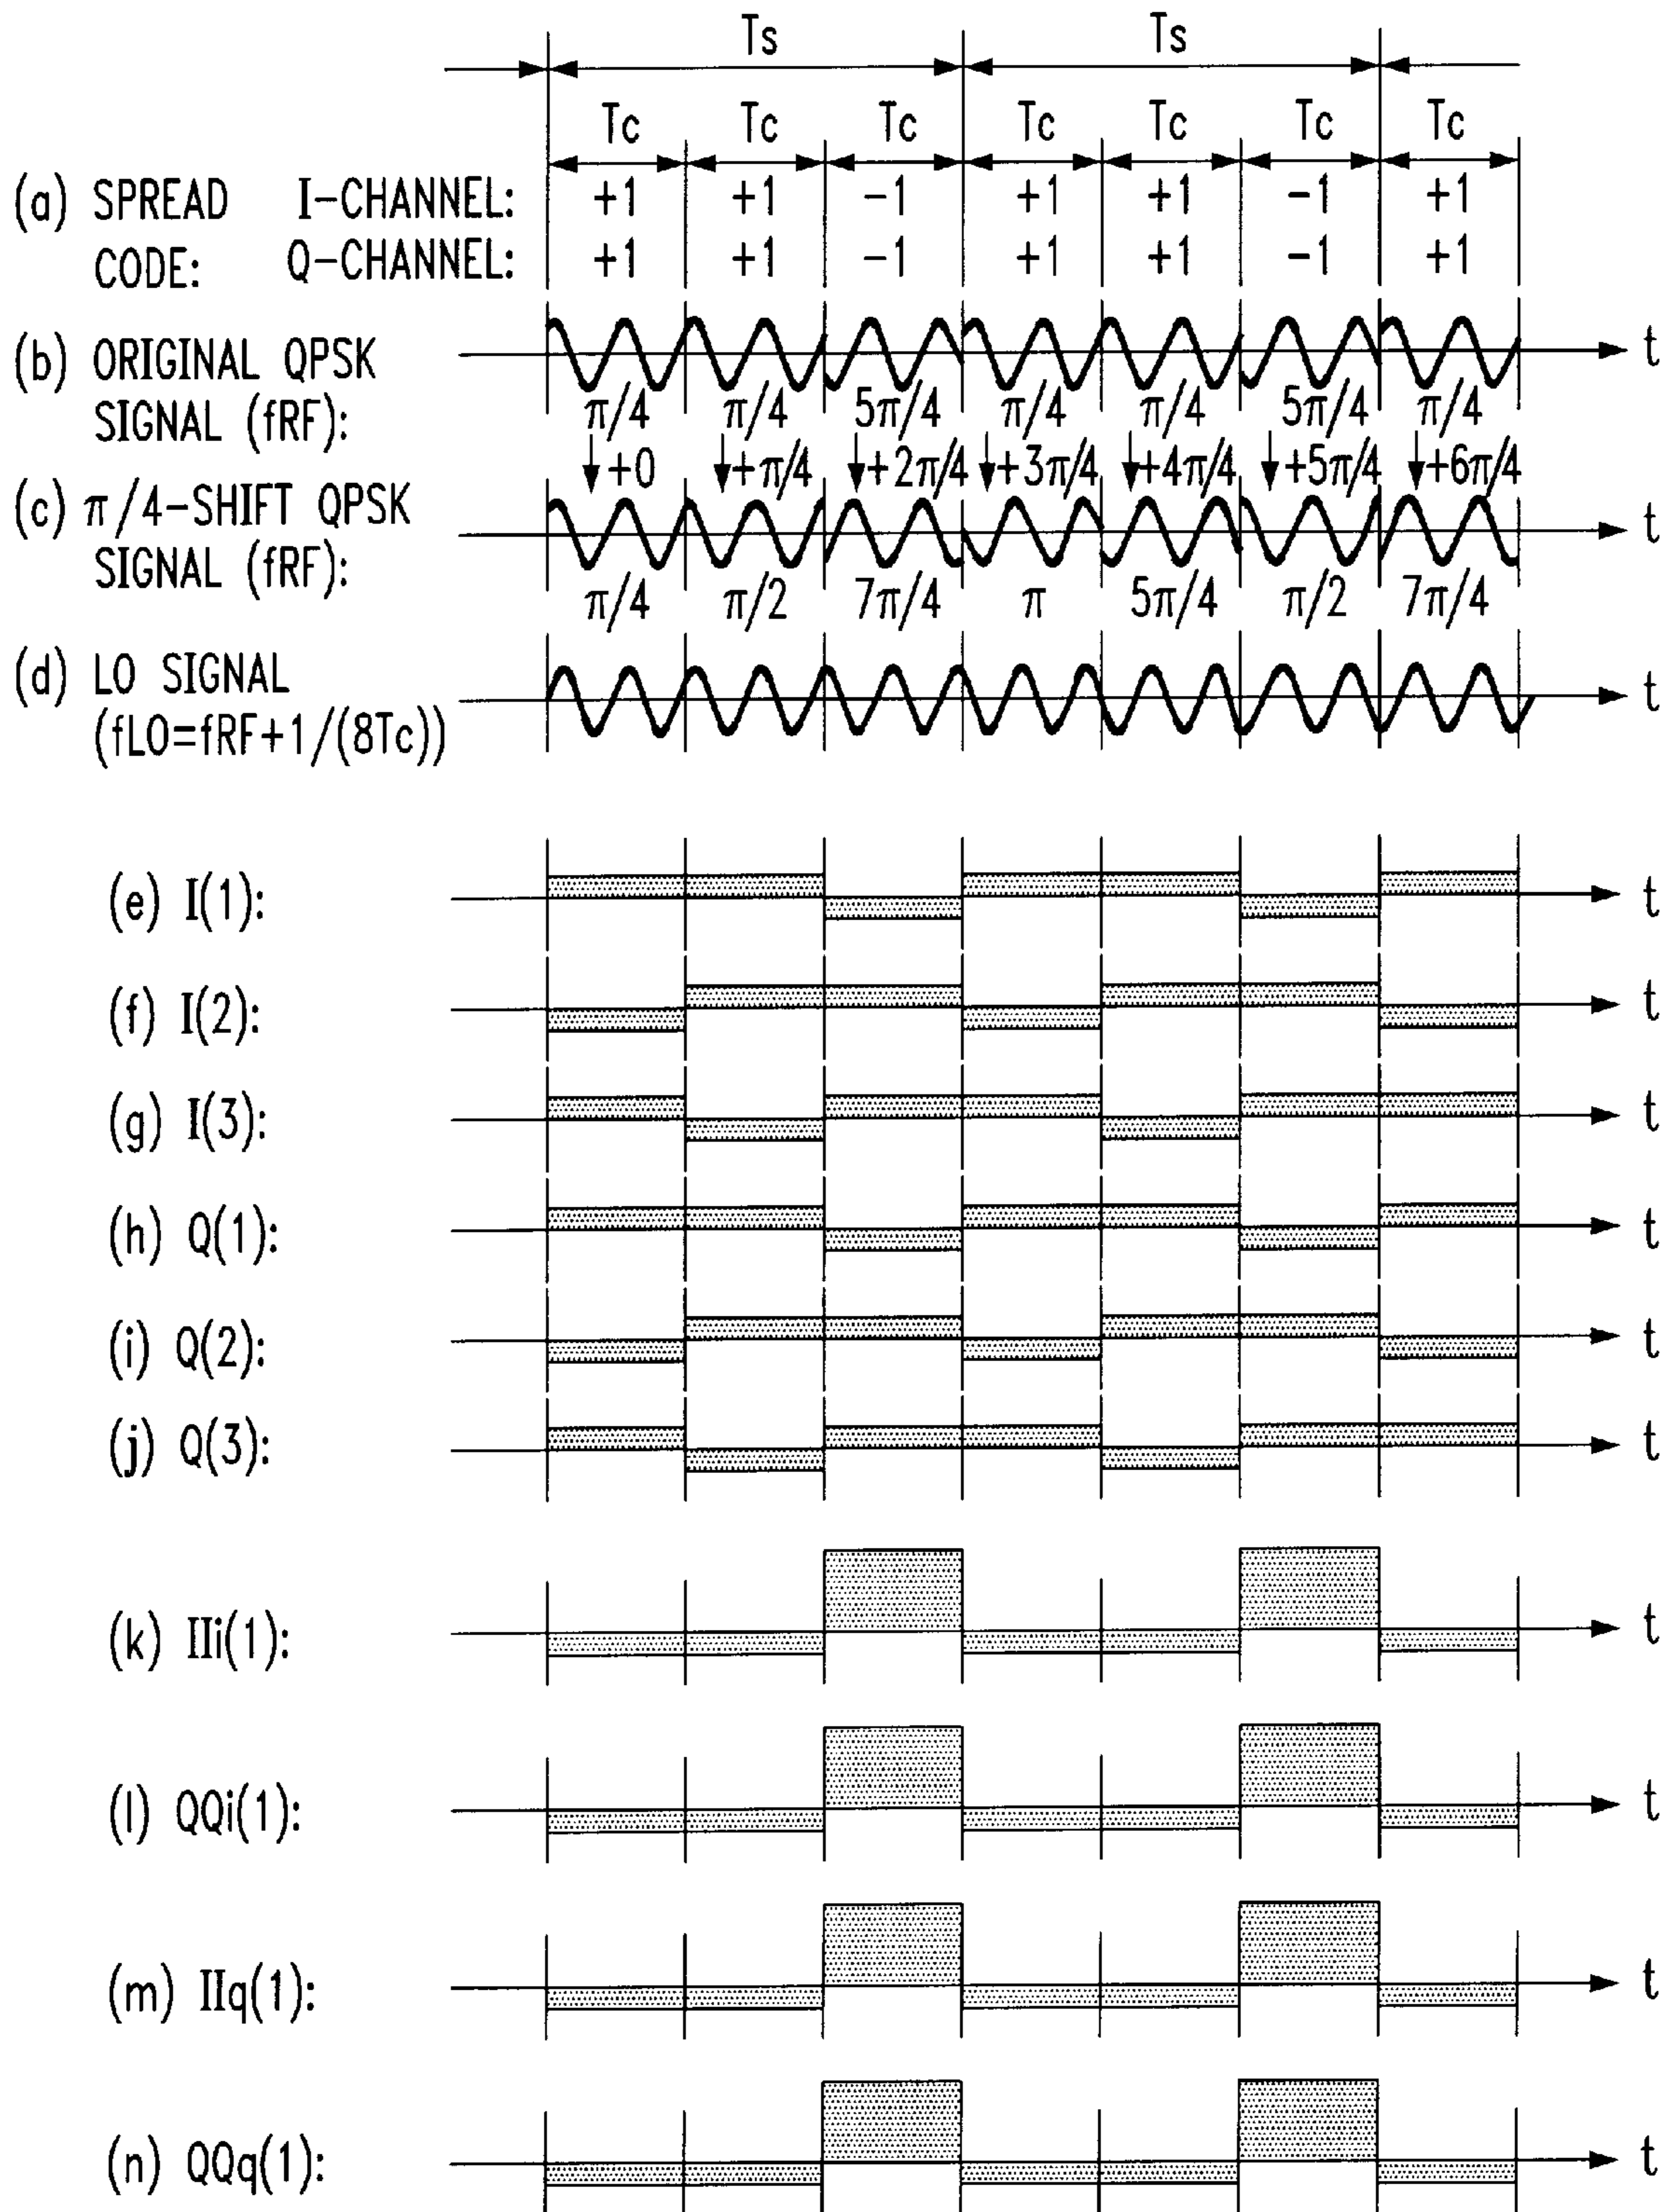 Ts Ts
Tc Tc Tc Tc Tc Tc Tc
(a) SPREAD I-CHANNEL: +1 +1 -1 +1 +1 -1 +1
CODE: Q-CHANNEL: +1 +1 -1 +1 +1 -1 +1
(b) ORIGINAL QPSK t
SIGNAL (fRF): π/4 π/4 5π/4 π/4 π/4 5π/4 π/4
+0 +π/4 +2π/4 +3π/4 +4π/4 +5π/4 +6π/4
(c) π/4-SHIFT QPSK t
SIGNAL (fRF): π/4 π/2 7π/4 π 5π/4 π/2 7π/4
(d) LO SIGNAL t
(fLO=fRF+1/(8Tc))
(e) I(1): t
(f) I(2): t
(g) I(3): t
(h) Q(1): t
(i) Q(2): t
(j) Q(3): t
(k) IIi(1): t
(l) QQi(1): t
(m) IIq(1): t
(n) QQq(1): t